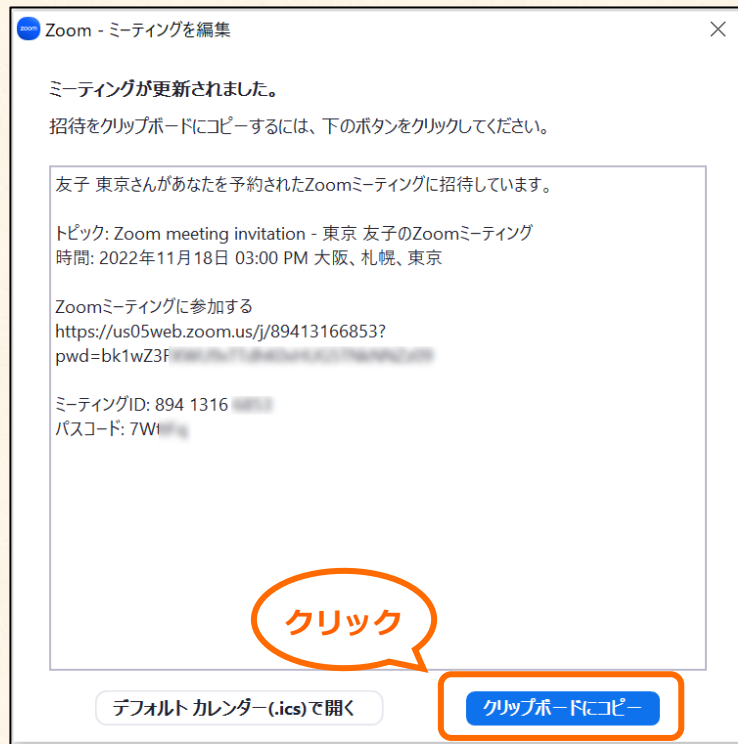 zoom Zoom - ミーティングを編集
ミーティングが更新されました。
招待をクリップボードにコピーするには、下のボタンをクリックしてください。
友子 東京さんがあなたを予約されたZoomミーティングに招待しています。
トピック: Zoom meeting invitation - 東京 友子のZoomミーティング
時間: 2022年11月18日 03:00 PM 大阪、札幌、東京
Zoomミーティングに参加する
https://us05web.zoom.us/j/89413166853?
pwd=bk1wZ3F
ミーティングID: 894 1316
パスコード: 7W
クリック
デフォルト カレンダー(.ics)で開く
クリップボードにコピー